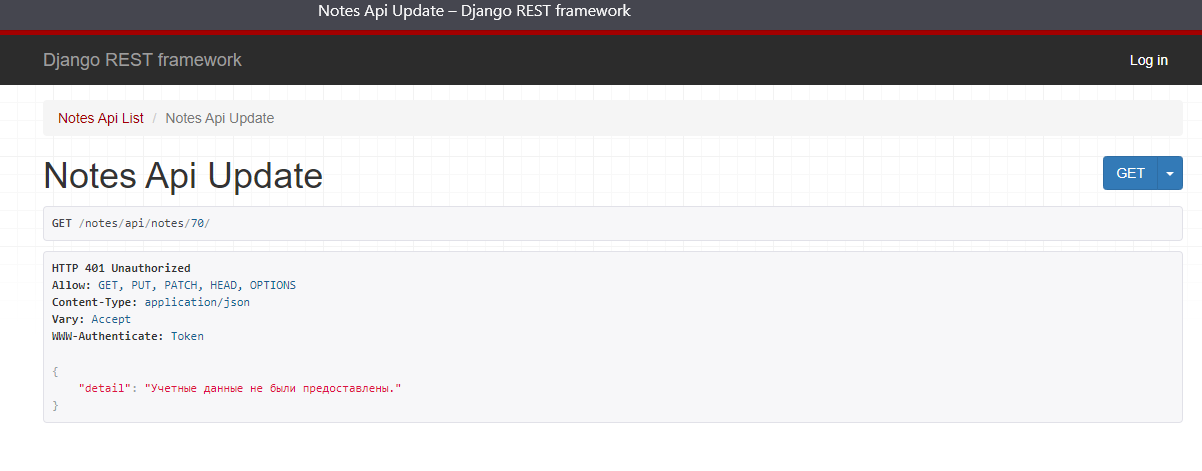 Notes Api Update – Django REST framework
Django REST framework
Log in
Notes Api List / Notes Api Update
Notes Api Update
GET
GET /notes/api/notes/70/
HTTP 401 Unauthorized
Allow: GET, PUT, PATCH, HEAD, OPTIONS
Content-Type: application/json
Vary: Accept
WWW-Authenticate: Token
{
    "detail": "Учетные данные не были предоставлены."
}